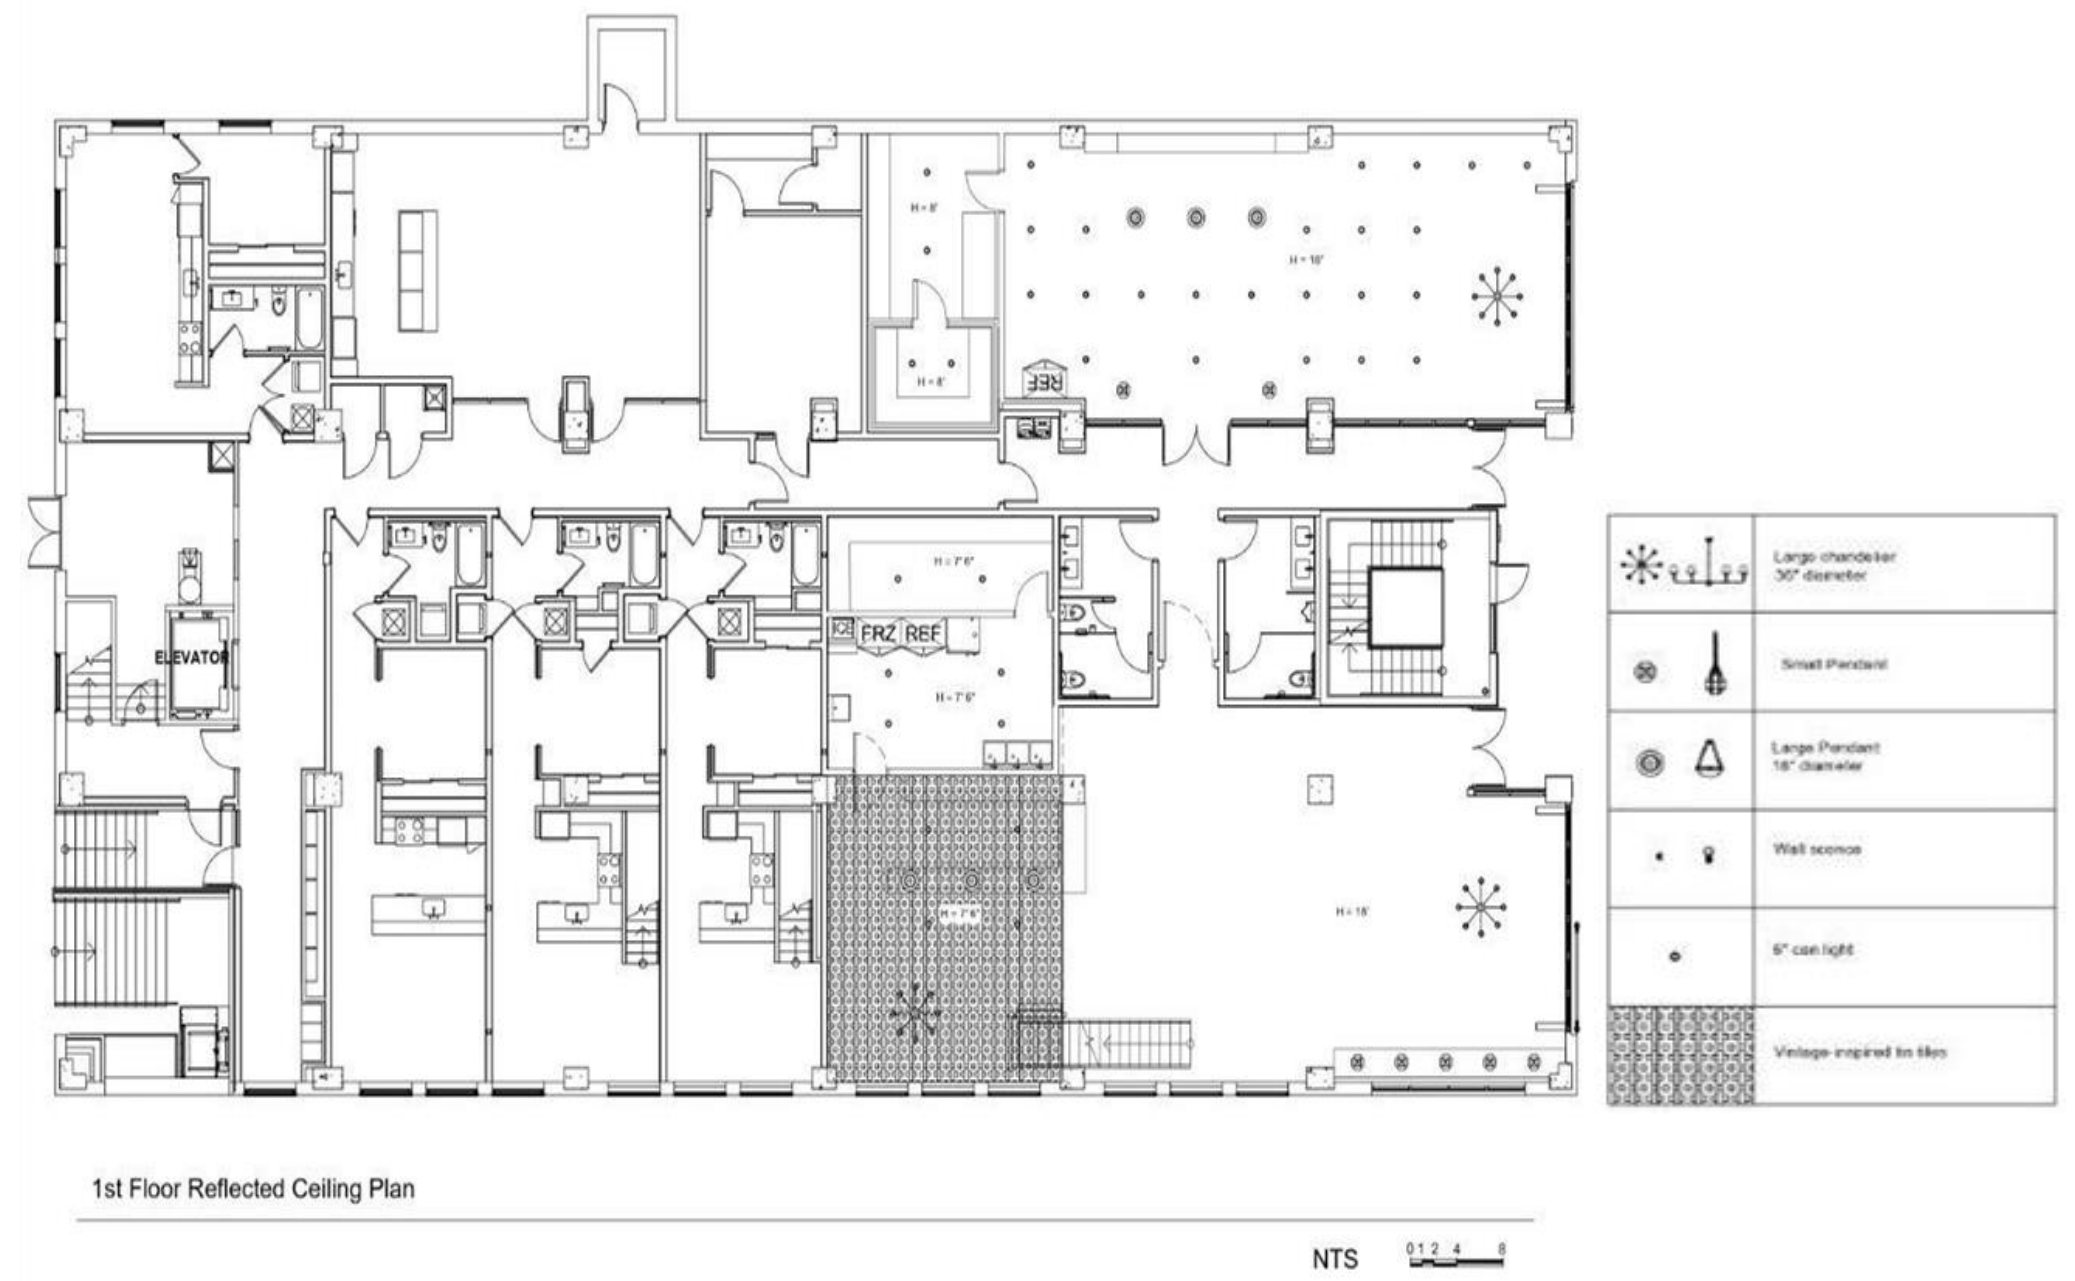 H = 8'
H = 18'
H = 8'
REF
ELEVATOR
H = 7' 6"
ICE FRZ REF
H = 7' 6"
H = 7' 6"
H = 18'
Large chandelier
36" diameter
Small Pendant
Large Pendant
18" diameter
Wall sconce
6" can light
Vintage-inspired tin tiles
1st Floor Reflected Ceiling Plan
NTS
0 1 2 4 8